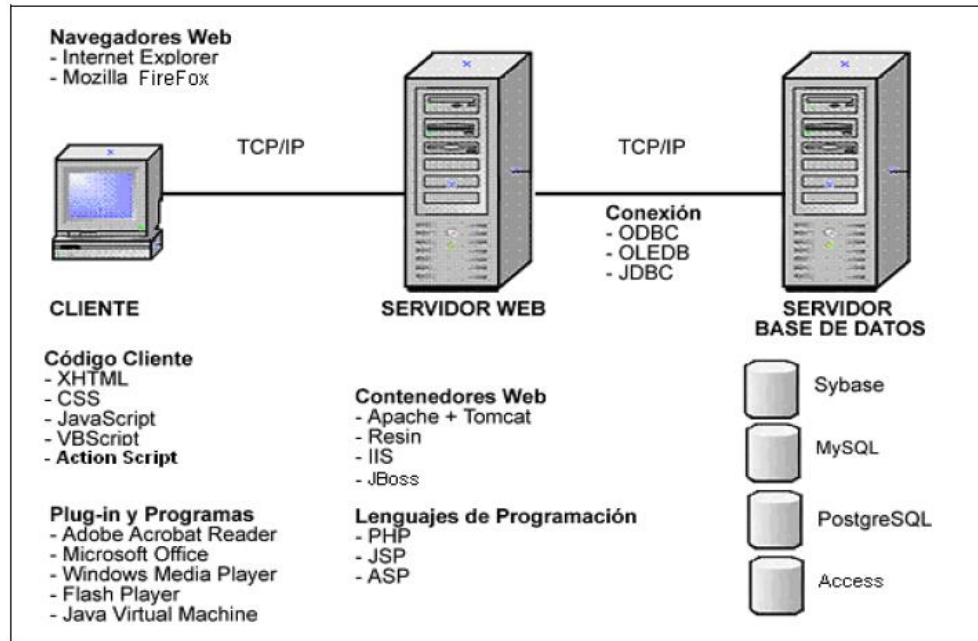 Navegadores Web
- Internet Explorer
- Mozilla FireFox
TCP/IP
TCP/IP
Conexión
- ODBC
- OLEDB
- JDBC
CLIENTE
SERVIDOR WEB
SERVIDOR
BASE DE DATOS
Código Cliente
- XHTML
- CSS
- JavaScript
- VBScript
- Action Script
Plug-in y Programas
- Adobe Acrobat Reader
- Microsoft Office
- Windows Media Player
- Flash Player
- Java Virtual Machine
Contenedores Web
- Apache + Tomcat
- Resin
- IIS
- JBoss
Lenguajes de Programación
- PHP
- JSP
- ASP
Sybase
MySQL
PostgreSQL
Access